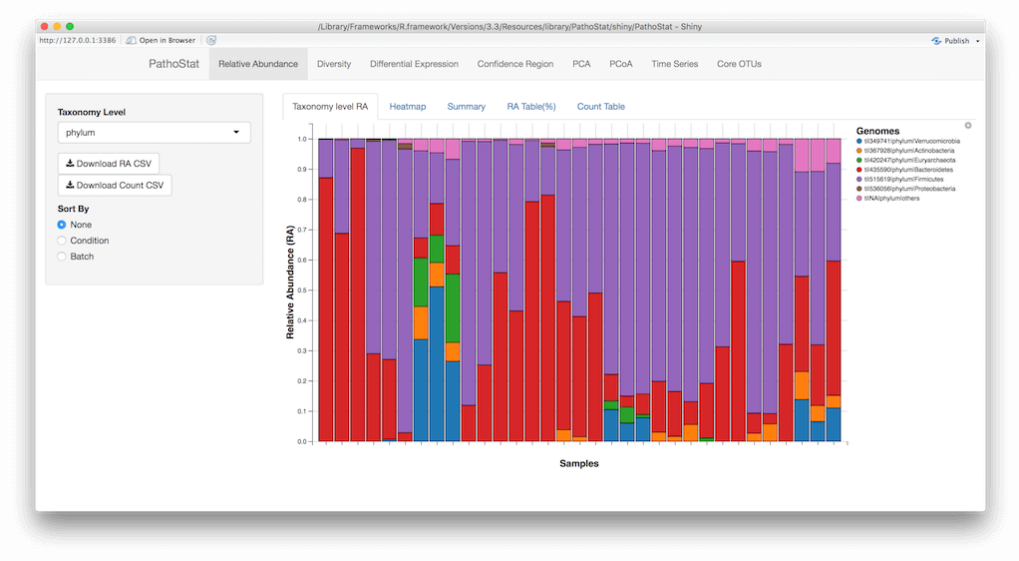 /Library/Frameworks/R.framework/Versions/3.3/Resources/library/PathoStat/shiny/PathoStat - Shiny
http://127.0.0.1:3386 Open in Browser Publish
PathoStat Relative Abundance Diversity Differential Expression Confidence Region PCA PCoA Time Series Core OTUs
Taxonomy Level
phylum
Download RA CSV
Download Count CSV
Sort By
None
Condition
Batch
Taxonomy level RA Heatmap Summary RA Table(%) Count Table
Relative Abundance (RA)
1.0
0.9
0.8
0.7
0.6
0.5
0.4
0.3
0.2
0.1
0.0
Samples
Genomes
ti|349741|phylum|Verrucomicrobia
ti|367928|phylum|Actinobacteria
ti|420247|phylum|Euryarchaeota
ti|435590|phylum|Bacteroidetes
ti|515619|phylum|Firmicutes
ti|536056|phylum|Proteobacteria
ti|NA|phylum|others